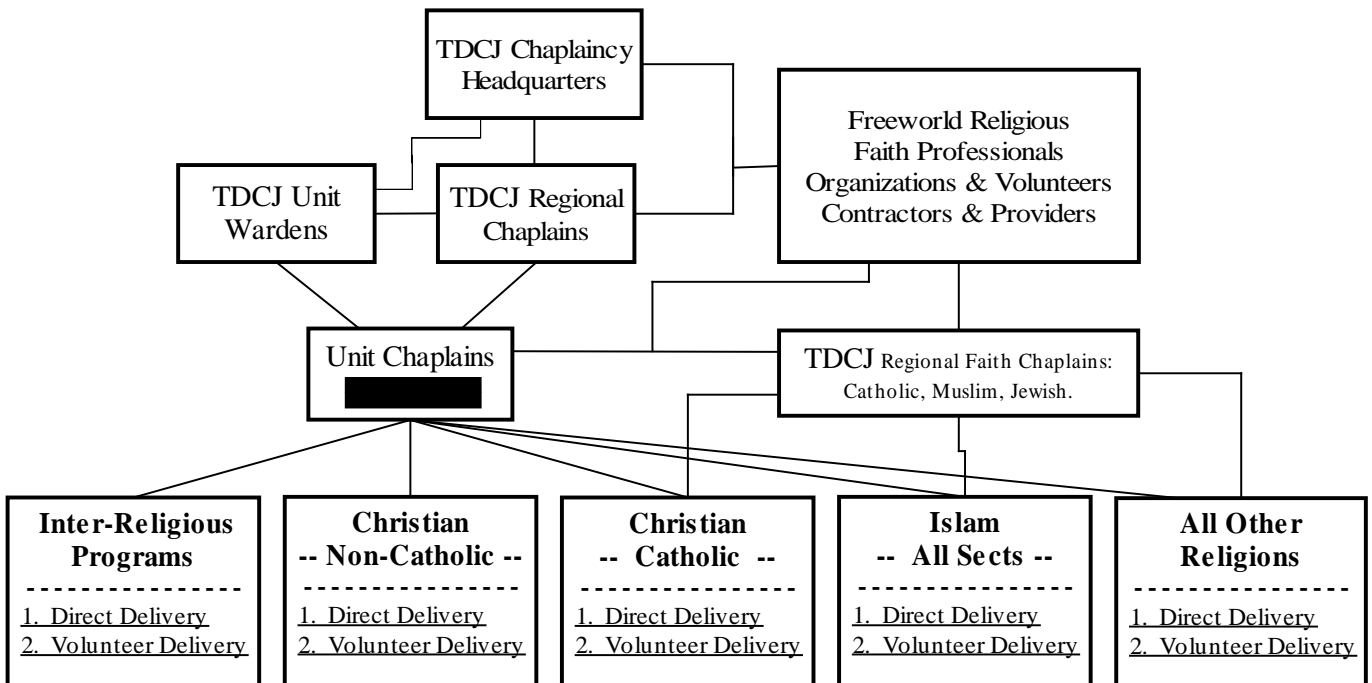 TDCJ Chaplaincy
Headquarters
Freeworld Religious
Faith Professionals
Organizations & Volunteers
Contractors & Providers
TDCJ Unit
Wardens
TDCJ Regional
Chaplains
Unit Chaplains
TDCJ Regional Faith Chaplains:
Catholic, Muslim, Jewish.
Inter-Religious
Programs
- - - - - - - - - - - - - - - - -
1. Direct Delivery
2. Volunteer Delivery
Christian
-- Non-Catholic --
- - - - - - - - - - - - - - - -
1. Direct Delivery
2. Volunteer Delivery
Christian
-- Catholic --
- - - - - - - - - - - - - - - -
1. Direct Delivery
2. Volunteer Delivery
Islam
-- All Sects --
- - - - - - - - - - - - - - - -
1. Direct Delivery
2. Volunteer Delivery
All Other
Religions
- - - - - - - - - - - - - - - -
1. Direct Delivery
2. Volunteer Delivery